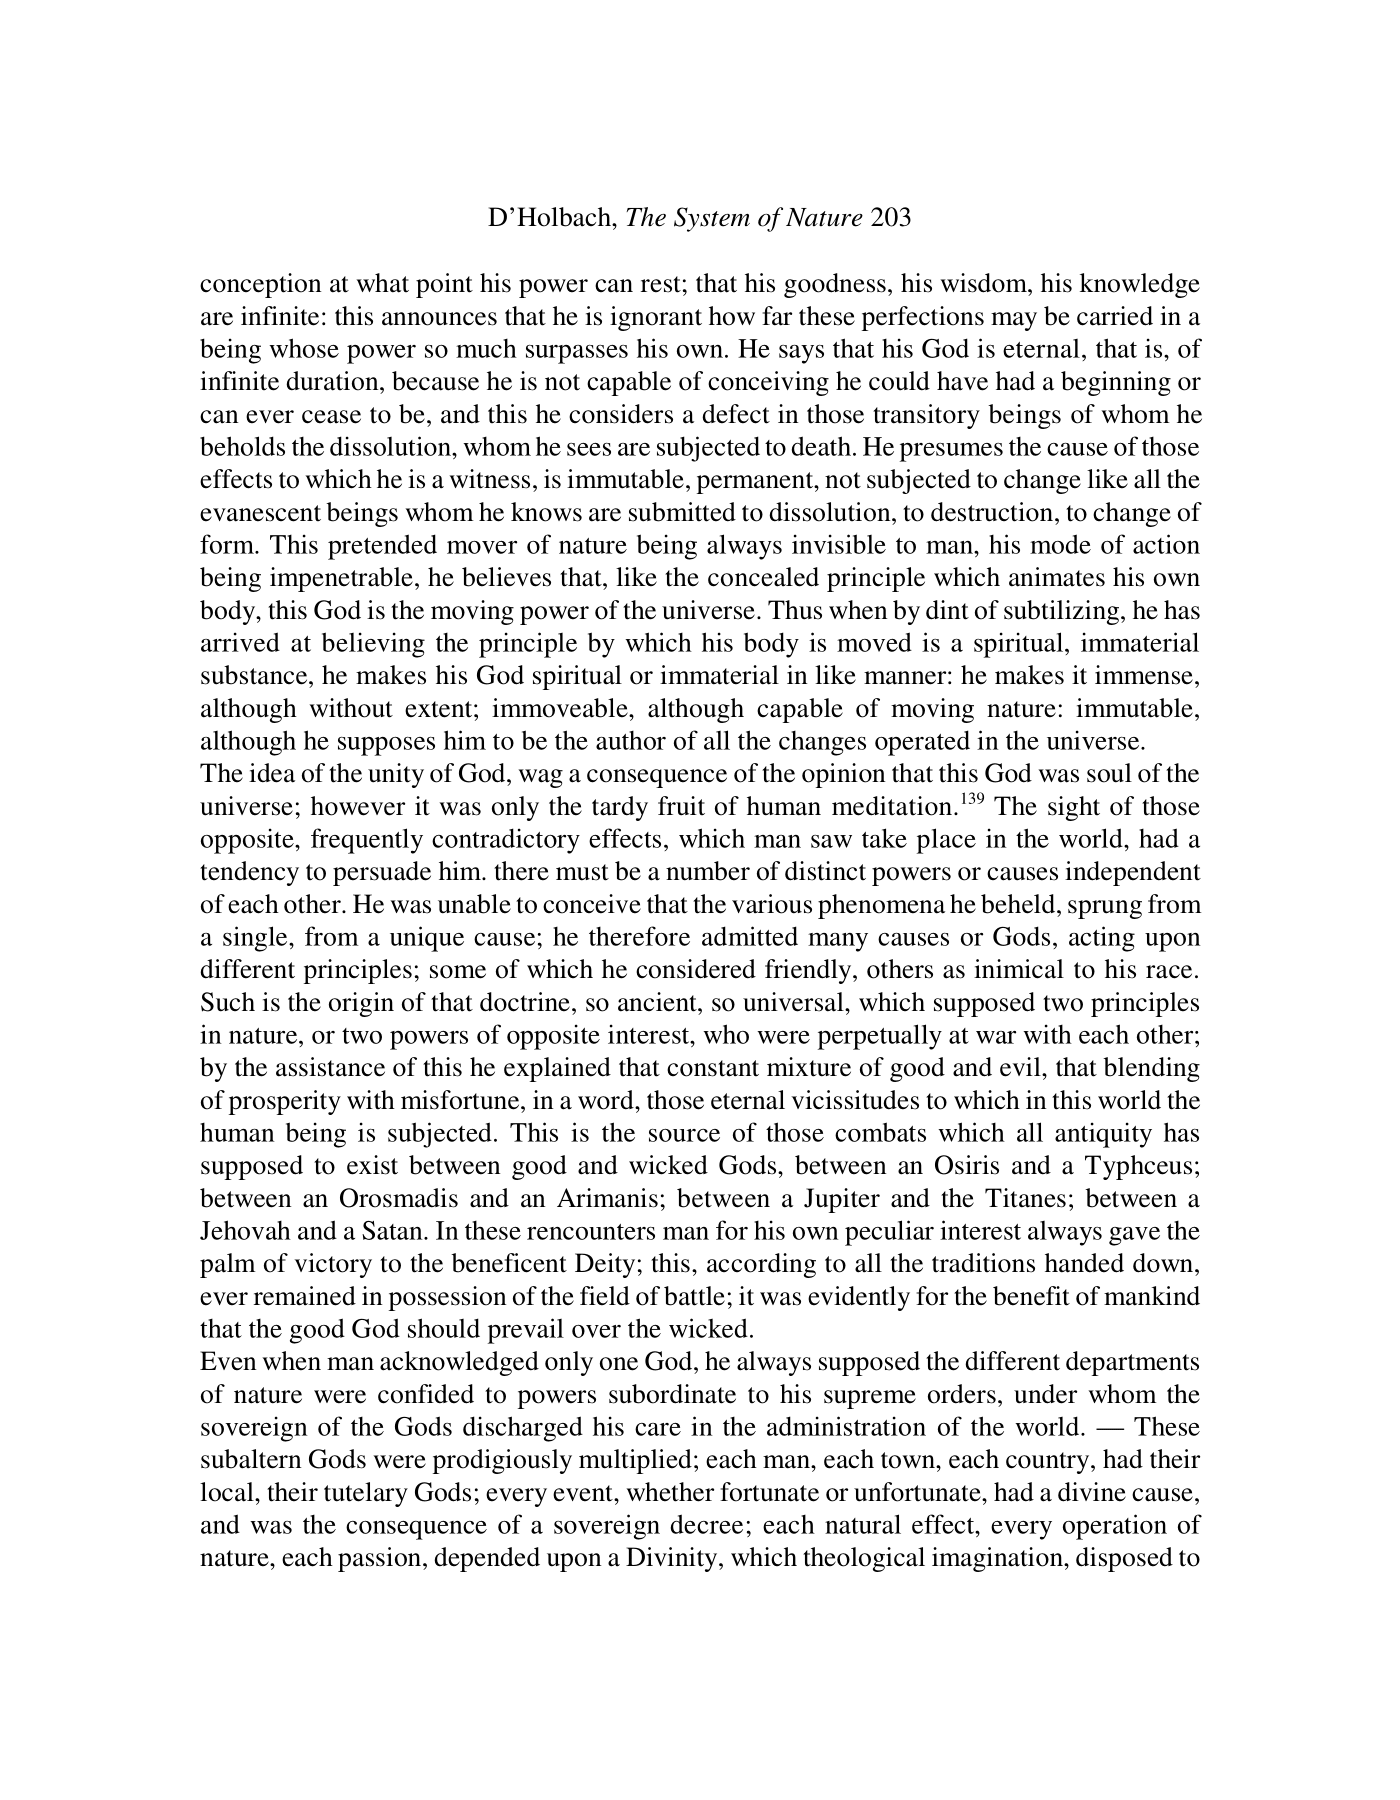 D’Holbach, The System of Nature 203
conception at what point his power can rest; that his goodness, his wisdom, his knowledge
are infinite: this announces that he is ignorant how far these perfections may be carried in a
being whose power so much surpasses his own. He says that his God is eternal, that is, of
infinite duration, because he is not capable of conceiving he could have had a beginning or
can ever cease to be, and this he considers a defect in those transitory beings of whom he
beholds the dissolution, whom he sees are subjected to death. He presumes the cause of those
effects to which he is a witness, is immutable, permanent, not subjected to change like all the
evanescent beings whom he knows are submitted to dissolution, to destruction, to change of
form. This pretended mover of nature being always invisible to man, his mode of action
being impenetrable, he believes that, like the concealed principle which animates his own
body, this God is the moving power of the universe. Thus when by dint of subtilizing, he has
arrived at believing the principle by which his body is moved is a spiritual, immaterial
substance, he makes his God spiritual or immaterial in like manner: he makes it immense,
although without extent; immoveable, although capable of moving nature: immutable,
although he supposes him to be the author of all the changes operated in the universe.
The idea of the unity of God, wag a consequence of the opinion that this God was soul of the
universe; however it was only the tardy fruit of human meditation.139 The sight of those
opposite, frequently contradictory effects, which man saw take place in the world, had a
tendency to persuade him. there must be a number of distinct powers or causes independent
of each other. He was unable to conceive that the various phenomena he beheld, sprung from
a single, from a unique cause; he therefore admitted many causes or Gods, acting upon
different principles; some of which he considered friendly, others as inimical to his race.
Such is the origin of that doctrine, so ancient, so universal, which supposed two principles
in nature, or two powers of opposite interest, who were perpetually at war with each other;
by the assistance of this he explained that constant mixture of good and evil, that blending
of prosperity with misfortune, in a word, those eternal vicissitudes to which in this world the
human being is subjected. This is the source of those combats which all antiquity has
supposed to exist between good and wicked Gods, between an Osiris and a Typhceus;
between an Orosmadis and an Arimanis; between a Jupiter and the Titanes; between a
Jehovah and a Satan. In these rencounters man for his own peculiar interest always gave the
palm of victory to the beneficent Deity; this, according to all the traditions handed down,
ever remained in possession of the field of battle; it was evidently for the benefit of mankind
that the good God should prevail over the wicked.
Even when man acknowledged only one God, he always supposed the different departments
of nature were confided to powers subordinate to his supreme orders, under whom the
sovereign of the Gods discharged his care in the administration of the world. — These
subaltern Gods were prodigiously multiplied; each man, each town, each country, had their
local, their tutelary Gods; every event, whether fortunate or unfortunate, had a divine cause,
and was the consequence of a sovereign decree; each natural effect, every operation of
nature, each passion, depended upon a Divinity, which theological imagination, disposed to